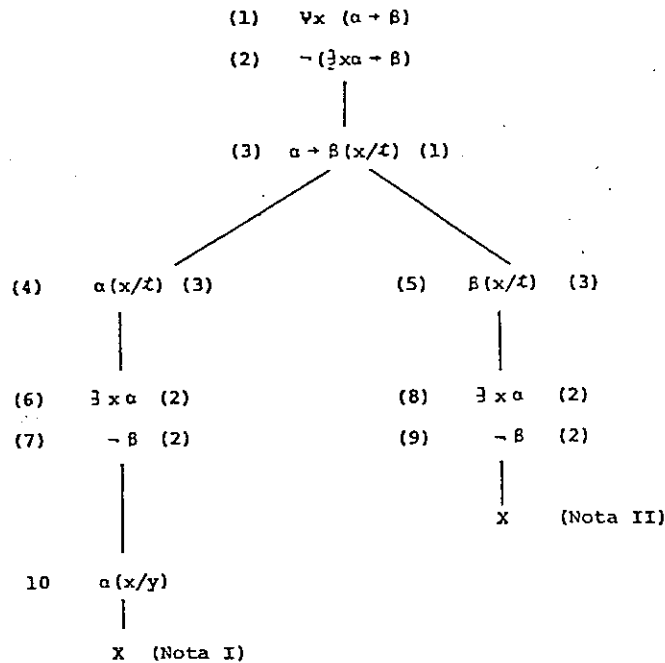 (1) ∀x (α → β)
(2) ¬(∃xα → β)
(3) α → β(x/t) (1)
(4) α(x/t) (3) (5) β(x/t) (3)
(6) ∃xα (2) (8) ∃xα (2)
(7) ¬β (2) (9) ¬β (2)
X (Nota II)
10 α(x/y)
X (Nota I)